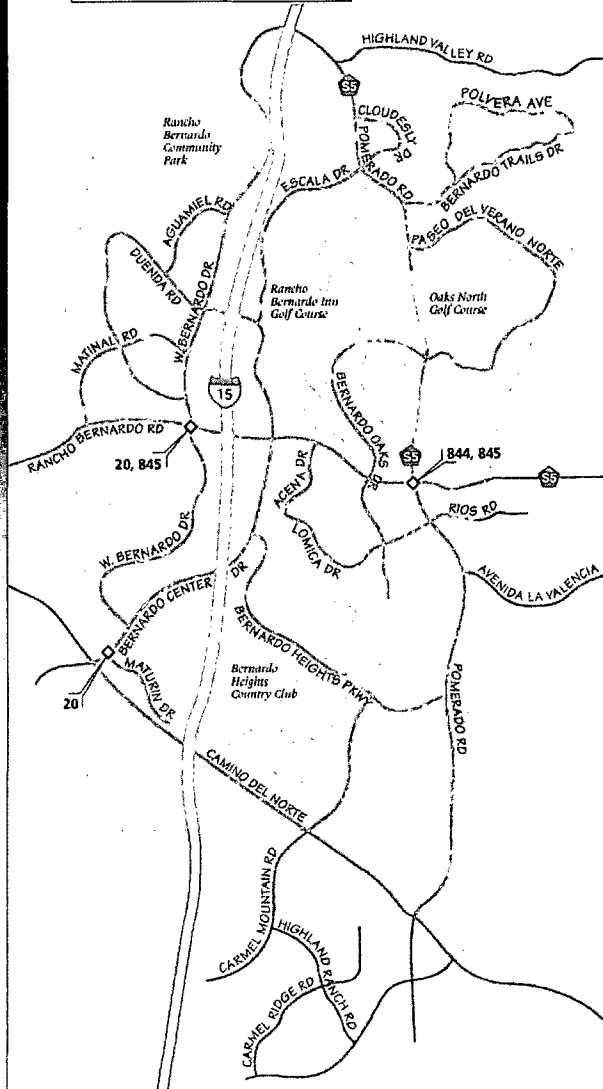 HIGHLAND VALLEY RD
S5
CLOUDESLY DR
POLVERA AVE
Rancho
Bernardo
Community
Park
POMERADO RD
BERNARDO TRAILS DR
ESCALA DR
AGUAMIEL RD
PASEO DEL VERANO NORTE
DUENDA RD
W. BERNARDO DR
Rancho
Bernardo Inn
Golf Course
Oaks North
Golf Course
MATINAL RD
15
BERNARDO OAKS DR
RANCHO BERNARDO RD
20, 845
S5
844, 845
S5
ACENA DR
RIOS RD
LOMICA DR
W. BERNARDO DR
AVENIDA LA VALENCIA
BERNARDO CENTER DR
BERNARDO HEIGHTS PKWY
20
MATURIN DR
Bernardo
Heights
Country Club
POMERADO RD
CAMINO DEL NORTE
CARMEL MOUNTAIN RD
HIGHLAND RANCH RD
CARMEL RIDGE RD